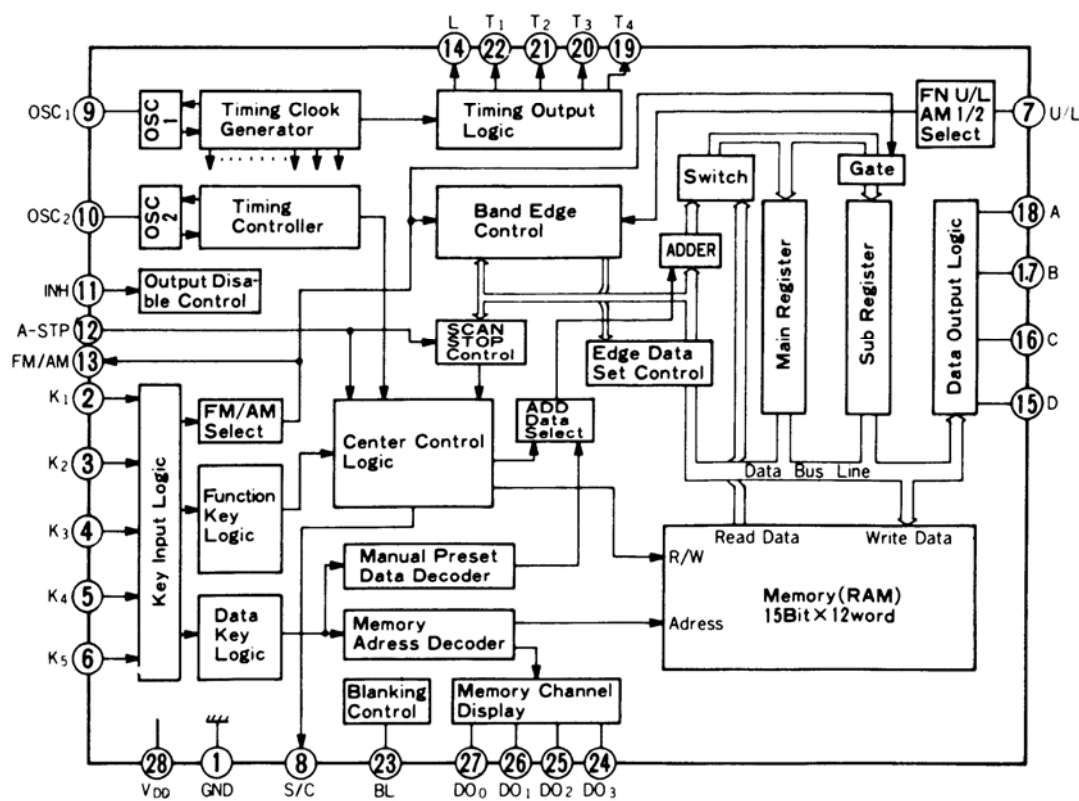 L T1 T2 T3 T4
14 22 21 20 19
OSC1 9
OSC 1
Timing Clook
Generator
Timing Output
Logic
FN U/L
AM 1/2
Select
7 U/L
OSC2 10
OSC 2
Timing
Controller
Band Edge
Control
Switch
Gate
ADDER
Main Register
Sub Register
Data Output Logic
18 A
17 B
16 C
15 D
INH 11
Output Disa-
ble Control
A-STP 12
FM/AM 13
SCAN
STOP
Control
Edge Data
Set Control
K1 2
K2 3
K3 4
K4 5
K5 6
Key Input Logic
FM/AM
Select
Function
Key
Logic
Data
Key
Logic
Center Control
Logic
ADD
Data
Select
Data Bus Line
Manual Preset
Data Decoder
Memory
Adress Decoder
Read Data Write Data
R/W
Adress
Memory(RAM)
15Bit×12word
Blanking
Control
Memory Channel
Display
28 1 8 23 27 26 25 24
VDD GND S/C BL DO0 DO1 DO2 DO3